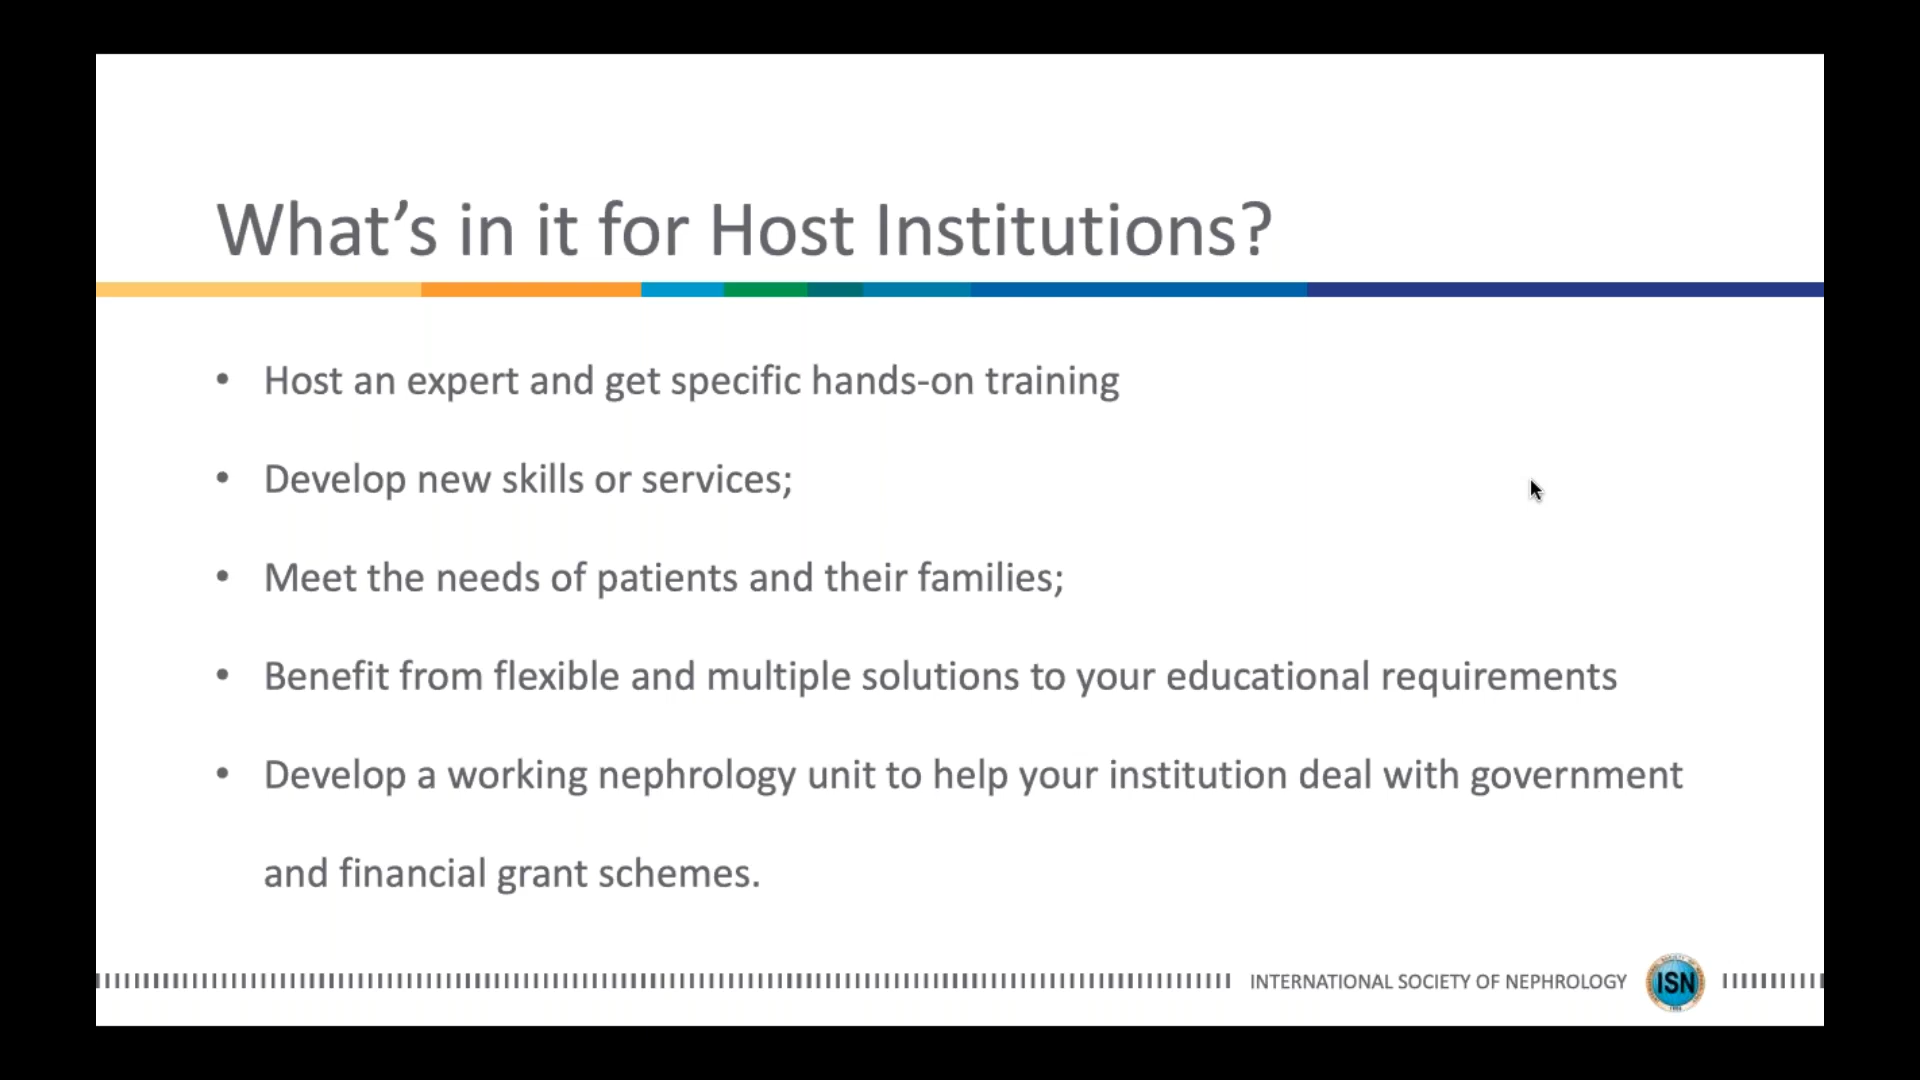 What’s in it for Host Institutions?
• Host an expert and get specific hands-on training
• Develop new skills or services;
• Meet the needs of patients and their families;
• Benefit from flexible and multiple solutions to your educational requirements
• Develop a working nephrology unit to help your institution deal with government
and financial grant schemes.
INTERNATIONAL SOCIETY OF NEPHROLOGY
ISN